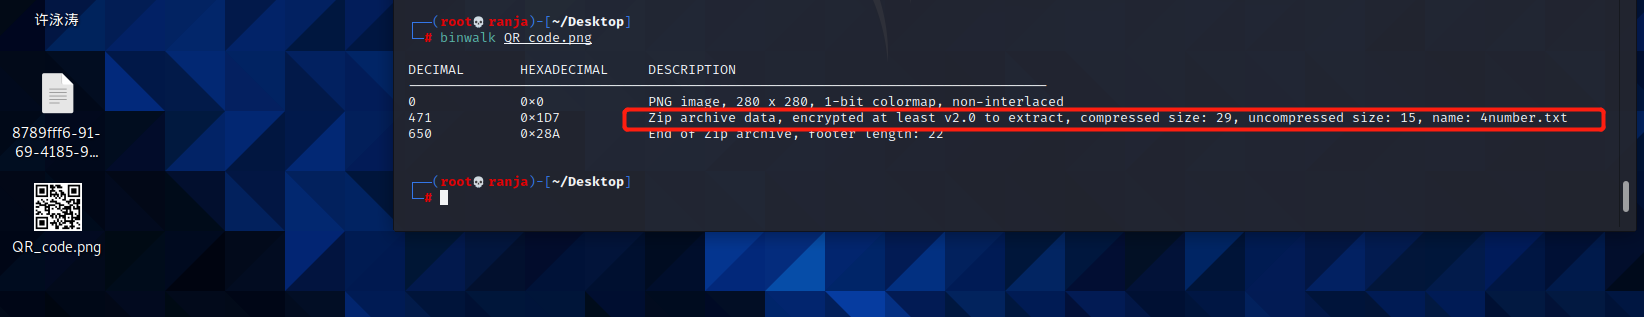 许泳涛
8789fff6-91-
69-4185-9...
QR_code.png
┌──(root💀ranja)-[~/Desktop]
└─# binwalk QR_code.png
DECIMAL HEXADECIMAL DESCRIPTION
0 0×0 PNG image, 280 x 280, 1-bit colormap, non-interlaced
471 0×1D7 Zip archive data, encrypted at least v2.0 to extract, compressed size: 29, uncompressed size: 15, name: 4number.txt
650 0×28A End of Zip archive, footer length: 22
┌──(root💀ranja)-[~/Desktop]
└─#